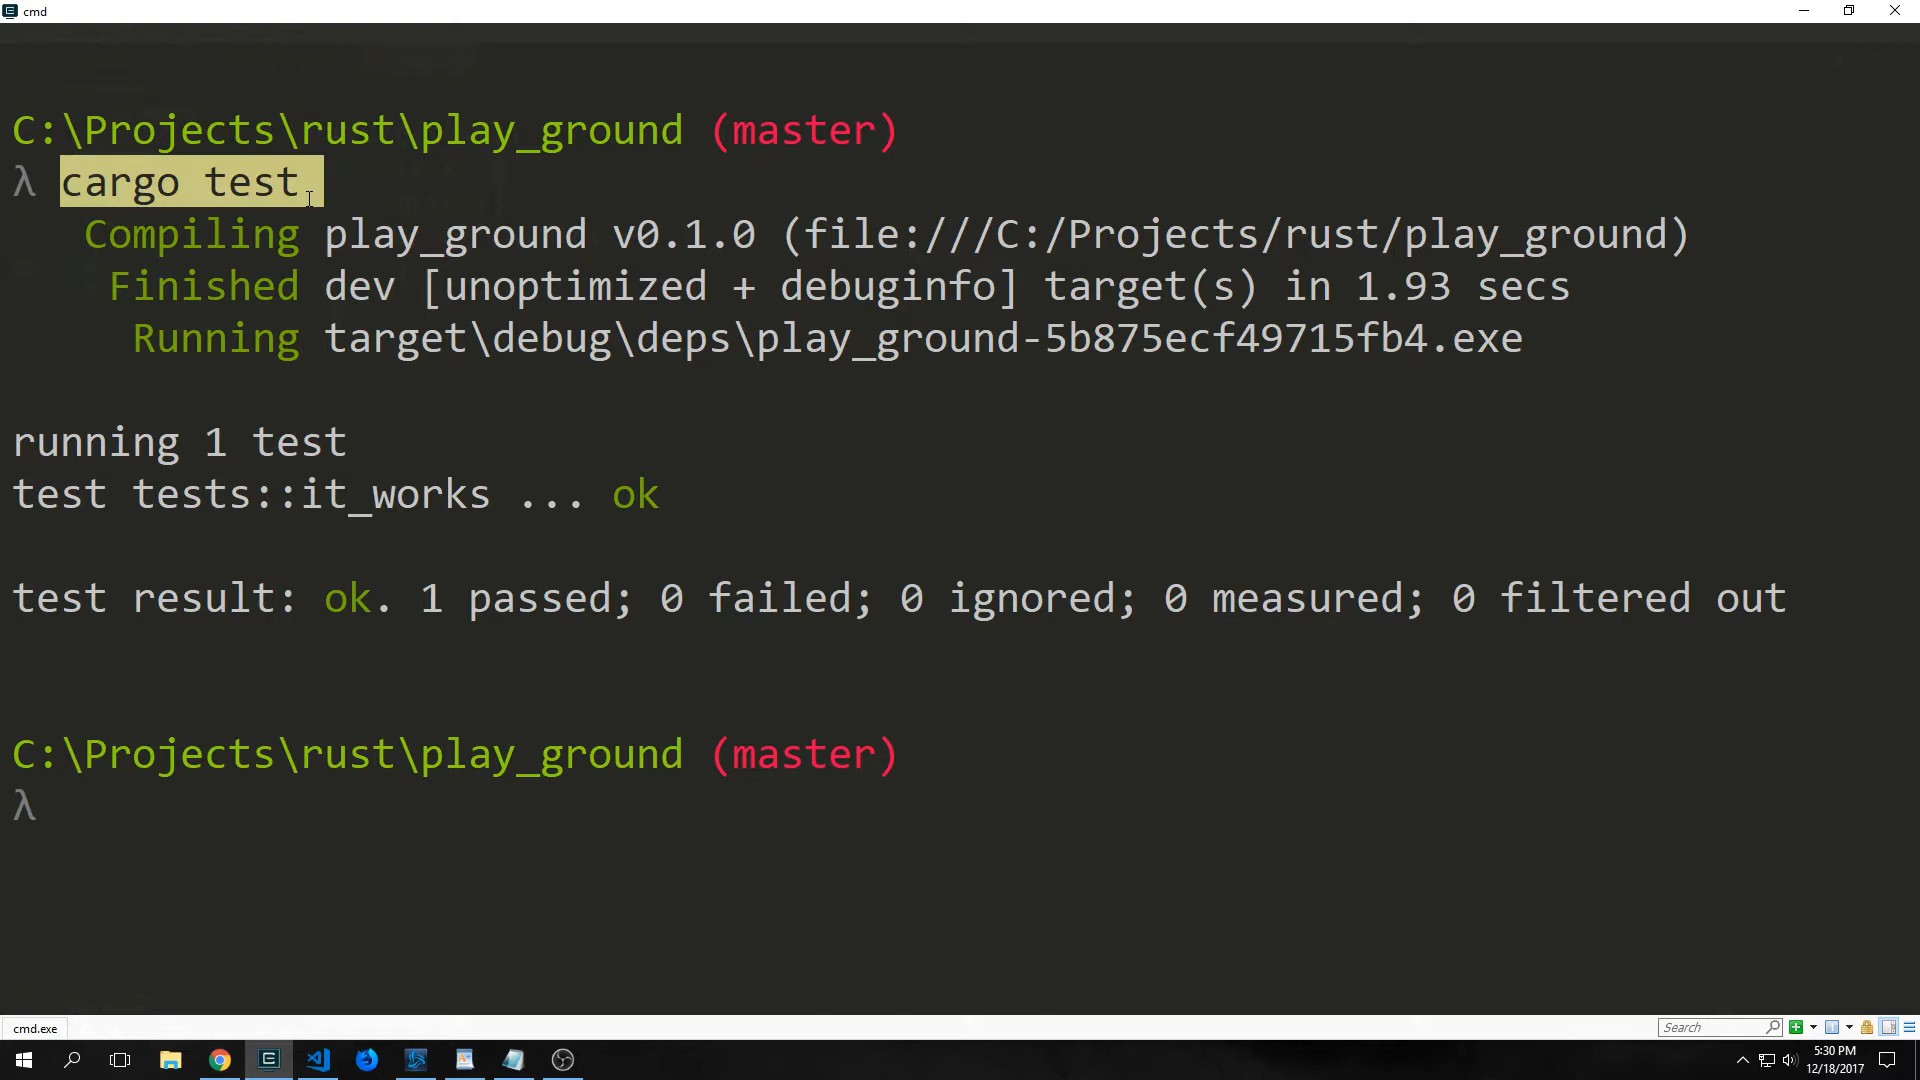 cmd
C:\Projects\rust\play_ground (master)
λ cargo test
Compiling play_ground v0.1.0 (file:///C:/Projects/rust/play_ground)
Finished dev [unoptimized + debuginfo] target(s) in 1.93 secs
Running target\debug\deps\play_ground-5b875ecf49715fb4.exe
running 1 test
test tests::it_works ... ok
test result: ok. 1 passed; 0 failed; 0 ignored; 0 measured; 0 filtered out
C:\Projects\rust\play_ground (master)
λ
cmd.exe
Search
5:30 PM
12/18/2017